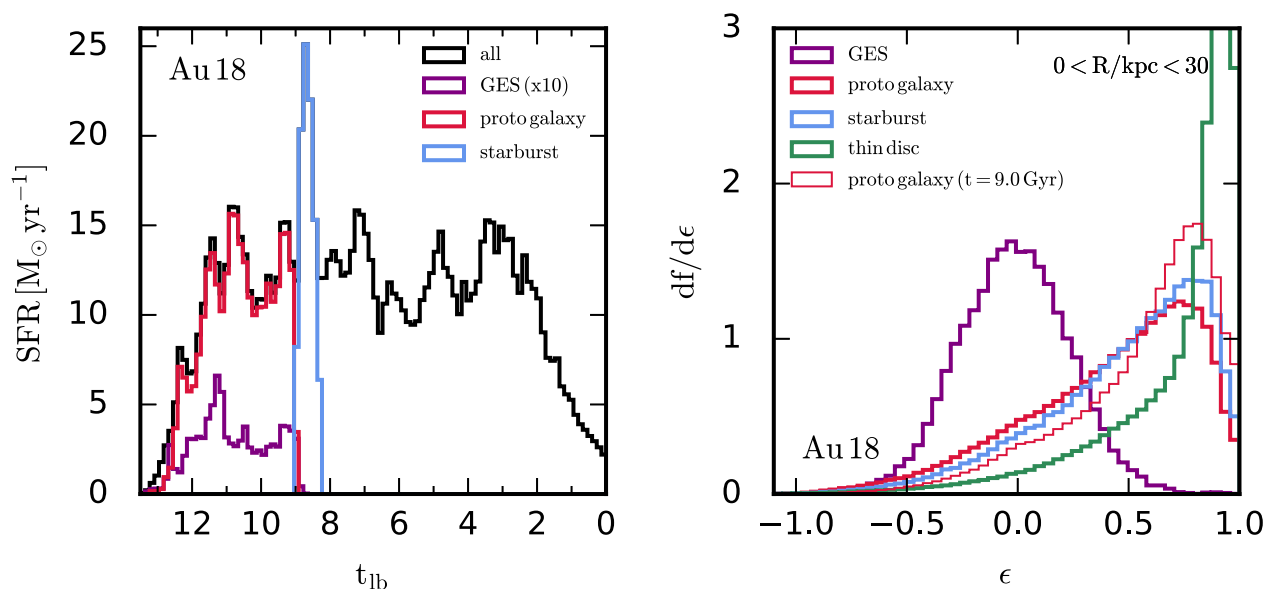 Au 18
all
GES (x10)
proto galaxy
starburst
SFR [M⊙ yr⁻¹]
25
20
15
10
5
0
12 10 8 6 4 2 0
t_lb
GES
proto galaxy
starburst
thin disc
proto galaxy (t = 9.0 Gyr)
0 < R/kpc < 30
Au 18
df/dϵ
3
2
1
0
−1.0 −0.5 0.0 0.5 1.0
ϵ